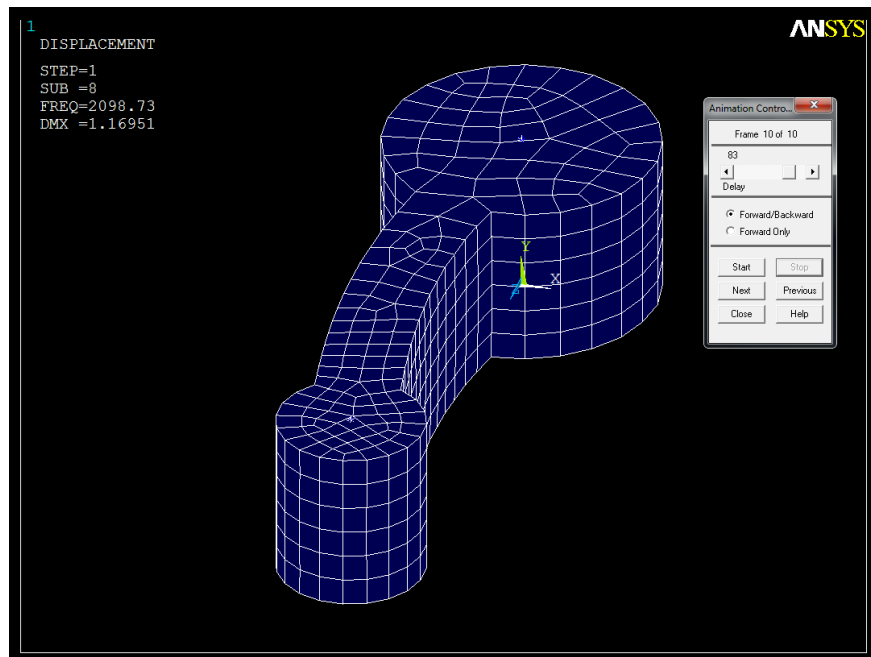 1
ANSYS
DISPLACEMENT
STEP=1
SUB =8
FREQ=2098.73
DMX =1.16951
Animation Contro...
Frame 10 of 10
83
Delay
Forward/Backward
Forward Only
Start
Stop
Next
Previous
Close
Help
Y
X
Z